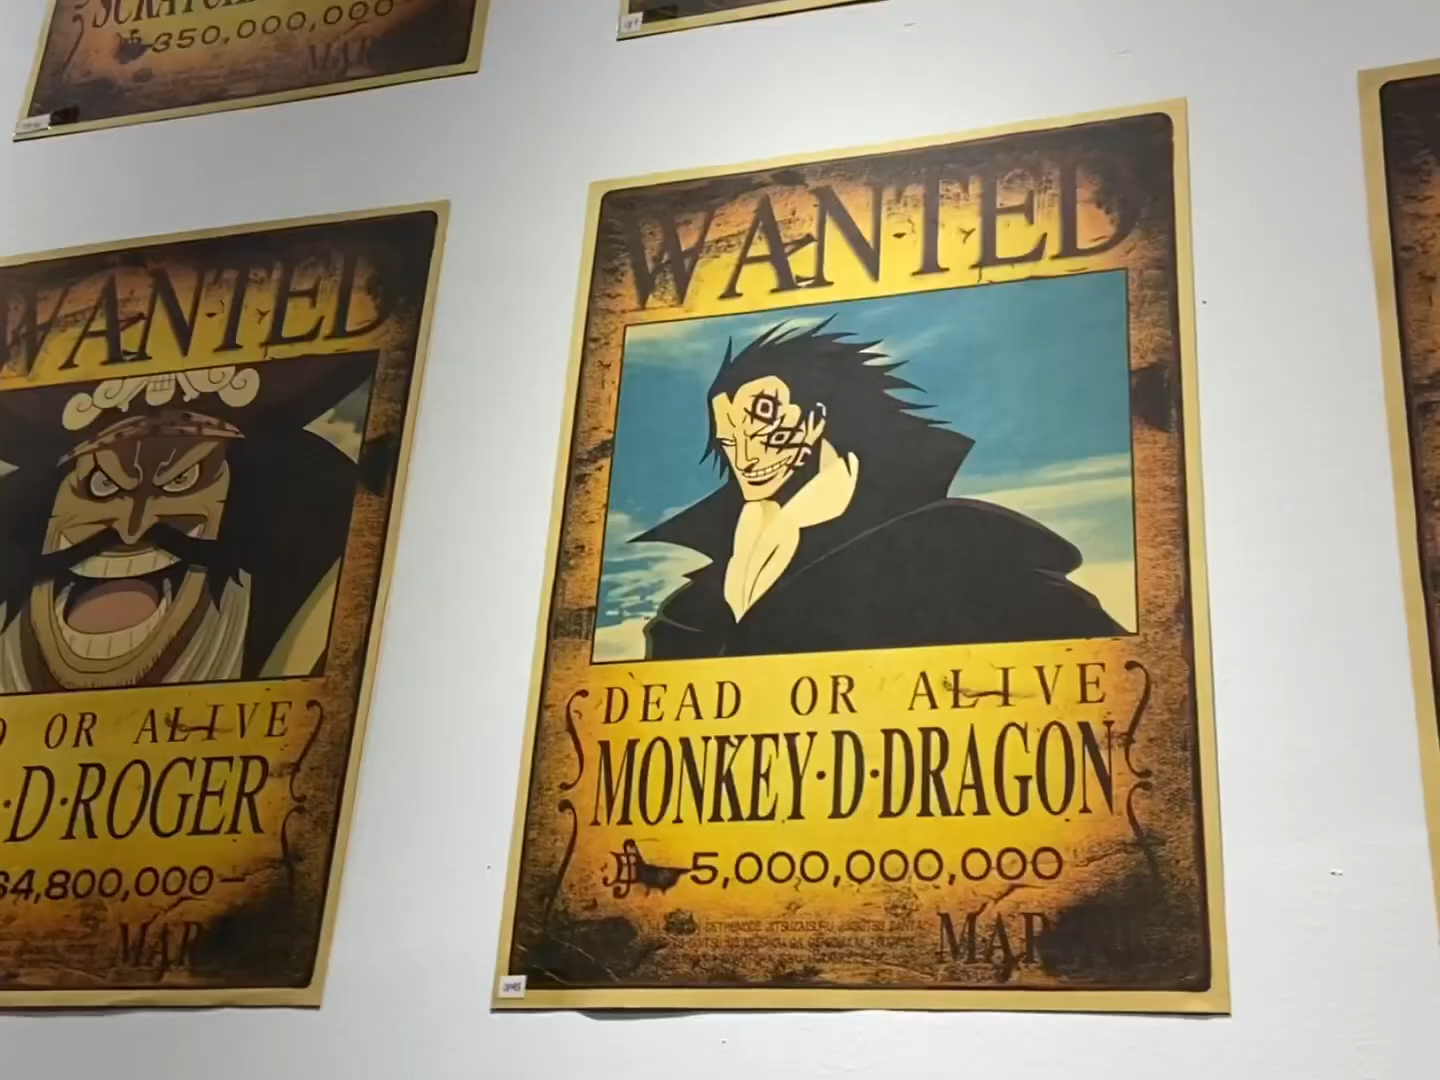 350,000,000
WANTED
OR ALIVE
·D·ROGER
64,800,000-
MAR
WANTED
DEAD OR ALIVE
MONKEY·D·DRAGON
5,000,000,000
MAR